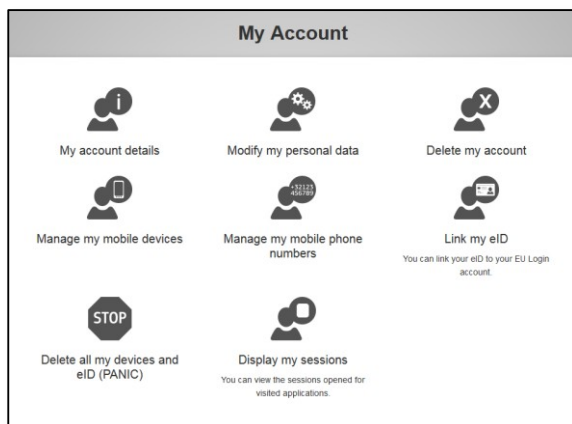 My Account
i
X
My account details
Modify my personal data
Delete my account
+32123
456789
Manage my mobile devices
Manage my mobile phone
numbers
Link my eID
You can link your eID to your EU Login
account.
STOP
Delete all my devices and
eID (PANIC)
Display my sessions
You can view the sessions opened for
visited applications.